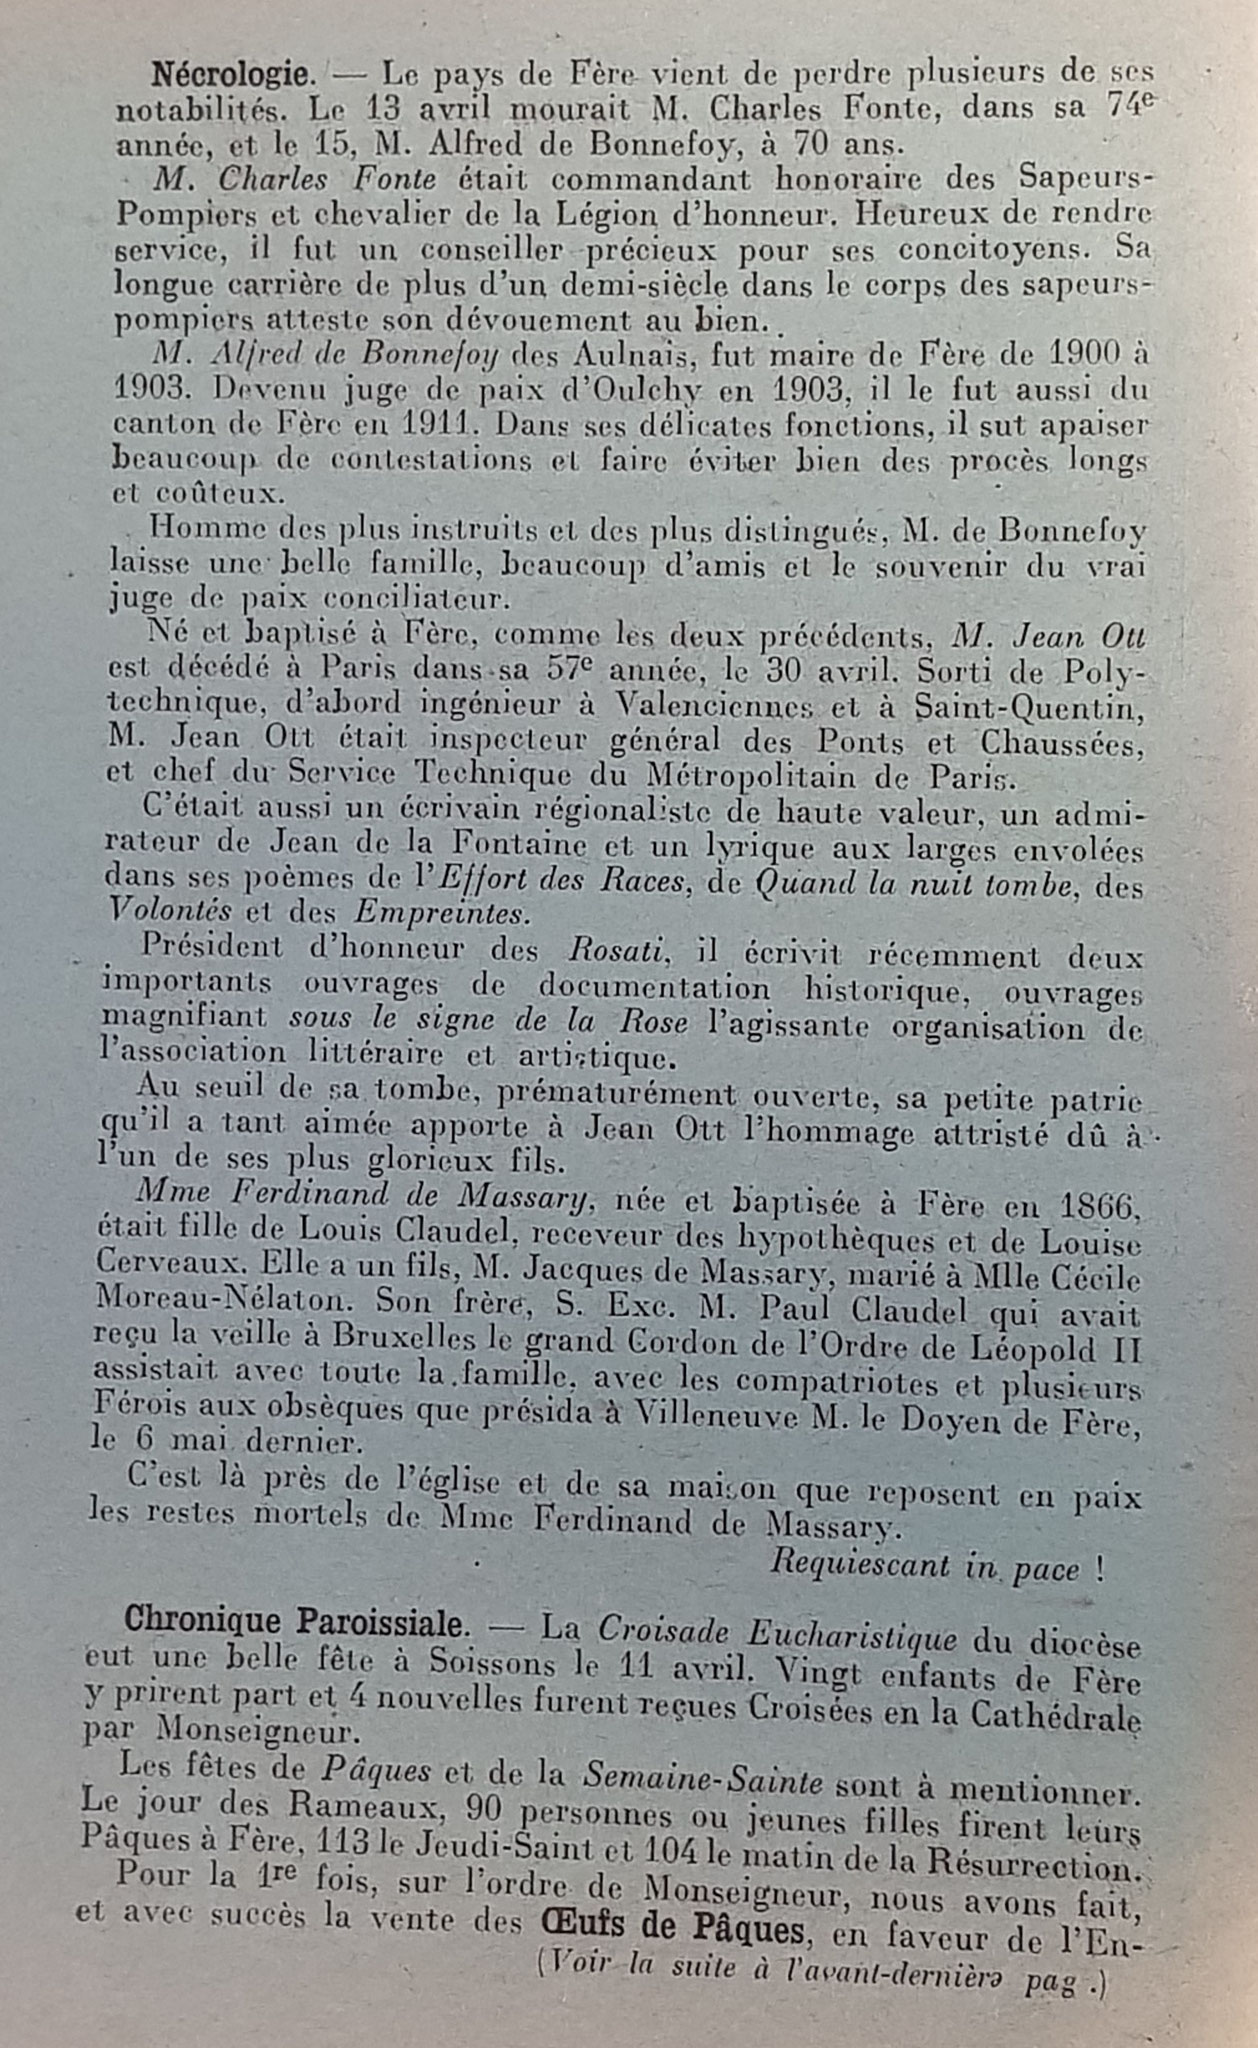 Nécrologie. — Le pays de Fère vient de perdre plusieurs de ses
notabilités. Le 13 avril mourait M. Charles Fonte, dans sa 74e
année, et le 15, M. Alfred de Bonnefoy, à 70 ans.
M. Charles Fonte était commandant honoraire des Sapeurs-
Pompiers et chevalier de la Légion d'honneur. Heureux de rendre
service, il fut un conseiller précieux pour ses concitoyens. Sa
longue carrière de plus d'un demi-siècle dans le corps des sapeurs-
pompiers atteste son dévouement au bien.
M. Alfred de Bonnefoy des Aulnais, fut maire de Fère de 1900 à
1903. Devenu juge de paix d'Oulchy en 1903, il le fut aussi du
canton de Fère en 1911. Dans ses délicates fonctions, il sut apaiser
beaucoup de contestations et faire éviter bien des procès longs
et coûteux.
Homme des plus instruits et des plus distingués, M. de Bonnefoy
laisse une belle famille, beaucoup d'amis et le souvenir du vrai
juge de paix conciliateur.
Né et baptisé à Fère, comme les deux précédents, M. Jean Ott
est décédé à Paris dans sa 57e année, le 30 avril. Sorti de Poly-
technique, d'abord ingénieur à Valenciennes et à Saint-Quentin,
M. Jean Ott était inspecteur général des Ponts et Chaussées,
et chef du Service Technique du Métropolitain de Paris.
C'était aussi un écrivain régionaliste de haute valeur, un admi-
rateur de Jean de la Fontaine et un lyrique aux larges envolées
dans ses poèmes de l'Effort des Races, de Quand la nuit tombe, des
Volontés et des Empreintes.
Président d'honneur des Rosati, il écrivit récemment deux
importants ouvrages de documentation historique, ouvrages
magnifiant sous le signe de la Rose l'agissante organisation de
l'association littéraire et artistique.
Au seuil de sa tombe, prématurément ouverte, sa petite patrie
qu'il a tant aimée apporte à Jean Ott l'hommage attristé dû à
l'un de ses plus glorieux fils.
Mme Ferdinand de Massary, née et baptisée à Fère en 1866,
était fille de Louis Claudel, receveur des hypothèques et de Louise
Cerveaux. Elle a un fils, M. Jacques de Massary, marié à Mlle Cécile
Moreau-Nélaton. Son frère, S. Exc. M. Paul Claudel qui avait
reçu la veille à Bruxelles le grand Cordon de l'Ordre de Léopold II
assistait avec toute la famille, avec les compatriotes et plusieurs
Férois aux obsèques que présida à Villeneuve M. le Doyen de Fère,
le 6 mai dernier.
C'est là près de l'église et de sa maison que reposent en paix
les restes mortels de Mme Ferdinand de Massary.
Requiescant in pace !
Chronique Paroissiale. — La Croisade Eucharistique du diocèse
eut une belle fête à Soissons le 11 avril. Vingt enfants de Fère
y prirent part et 4 nouvelles furent reçues Croisées en la Cathédrale
par Monseigneur.
Les fêtes de Pâques et de la Semaine-Sainte sont à mentionner.
Le jour des Rameaux, 90 personnes ou jeunes filles firent leurs
Pâques à Fère, 113 le Jeudi-Saint et 104 le matin de la Résurrection.
Pour la 1re fois, sur l'ordre de Monseigneur, nous avons fait,
et avec succès la vente des Œufs de Pâques, en faveur de l'En-
(Voir la suite à l'avant-dernière pag .)